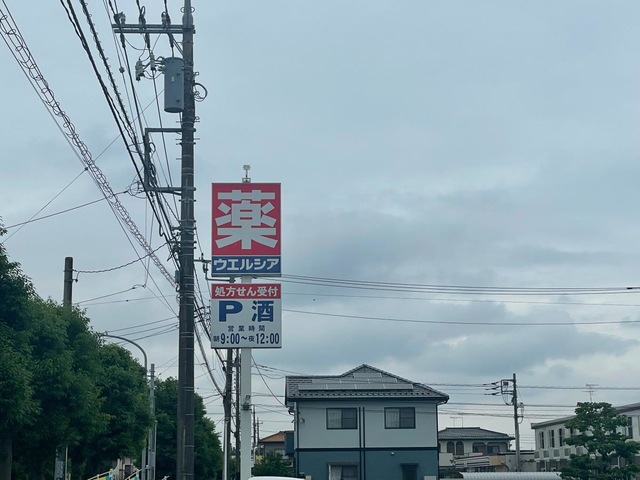 薬
ウエルシア
処方せん受付
P 酒
営業時間
朝9:00～夜12:00